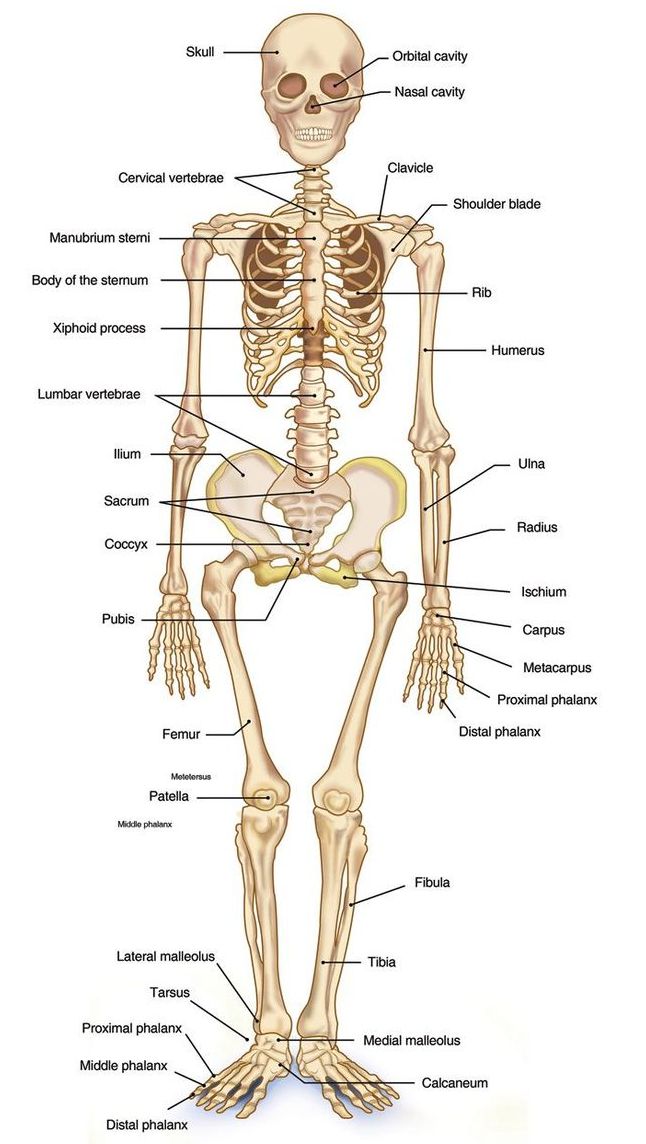 Skull
Orbital cavity
Nasal cavity
Clavicle
Cervical vertebrae
Shoulder blade
Manubrium sterni
Body of the sternum
Rib
Xiphoid process
Humerus
Lumbar vertebrae
Ilium
Ulna
Sacrum
Radius
Coccyx
Ischium
Pubis
Carpus
Metacarpus
Proximal phalanx
Distal phalanx
Femur
Metetersus
Patella
Middle phalanx
Fibula
Lateral malleolus
Tibia
Tarsus
Proximal phalanx
Medial malleolus
Middle phalanx
Calcaneum
Distal phalanx